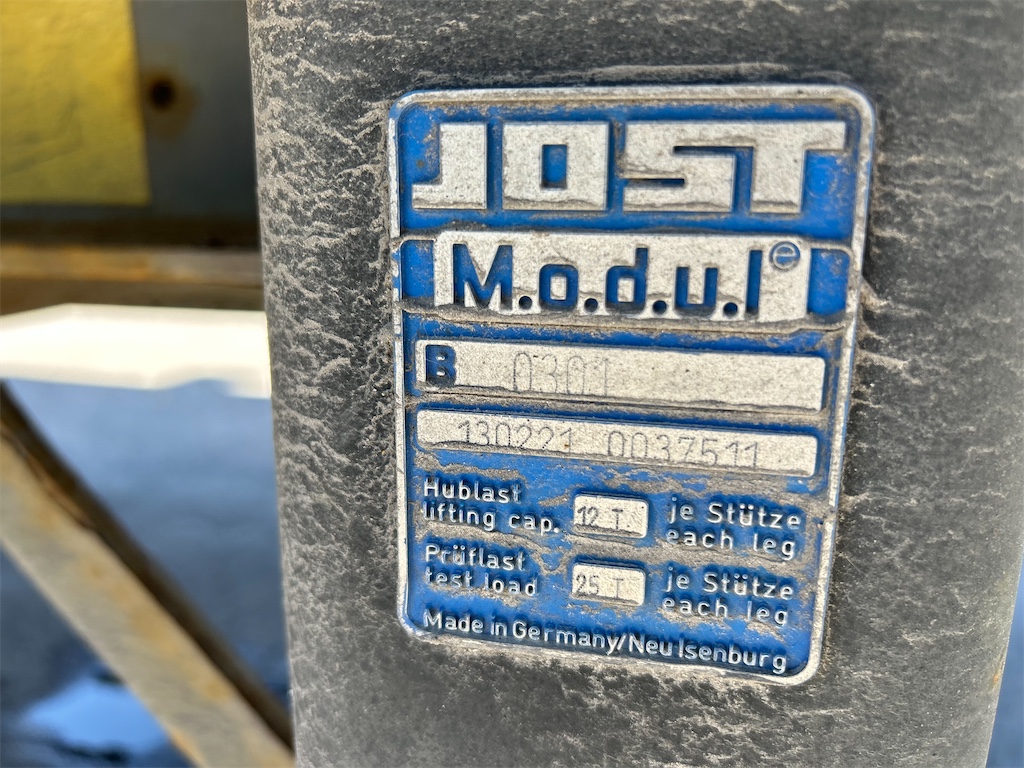 JOST
M.o.d.u.l e
B 0301
130221 0037511
Hublast
lifting cap. 12 T je Stütze
each leg
Prüflast
test load 25 T je Stütze
each leg
Made in Germany/Neu Isenburg